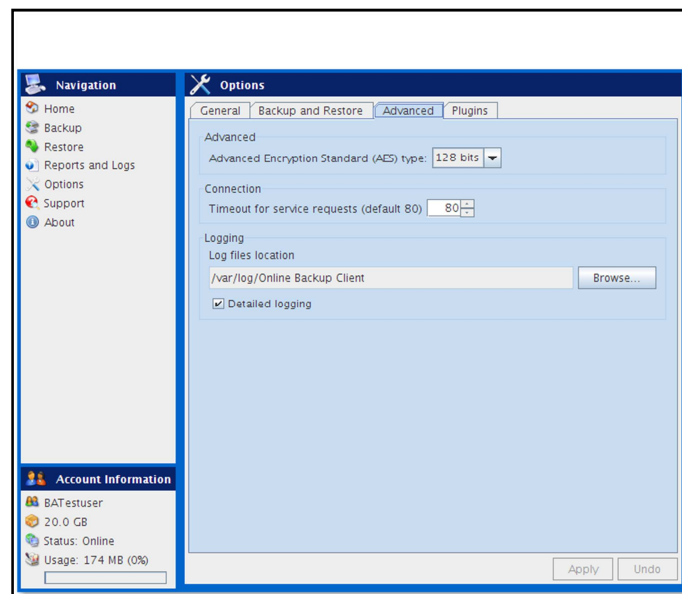 Navigation
Home
Backup
Restore
Reports and Logs
Options
Support
About
Account Information
BATestuser
20.0 GB
Status: Online
Usage: 174 MB (0%)
Options
General Backup and Restore Advanced Plugins
Advanced
Advanced Encryption Standard (AES) type: 128 bits
Connection
Timeout for service requests (default 80) 80
Logging
Log files location
/var/log/Online Backup Client Browse...
Detailed logging
Apply Undo